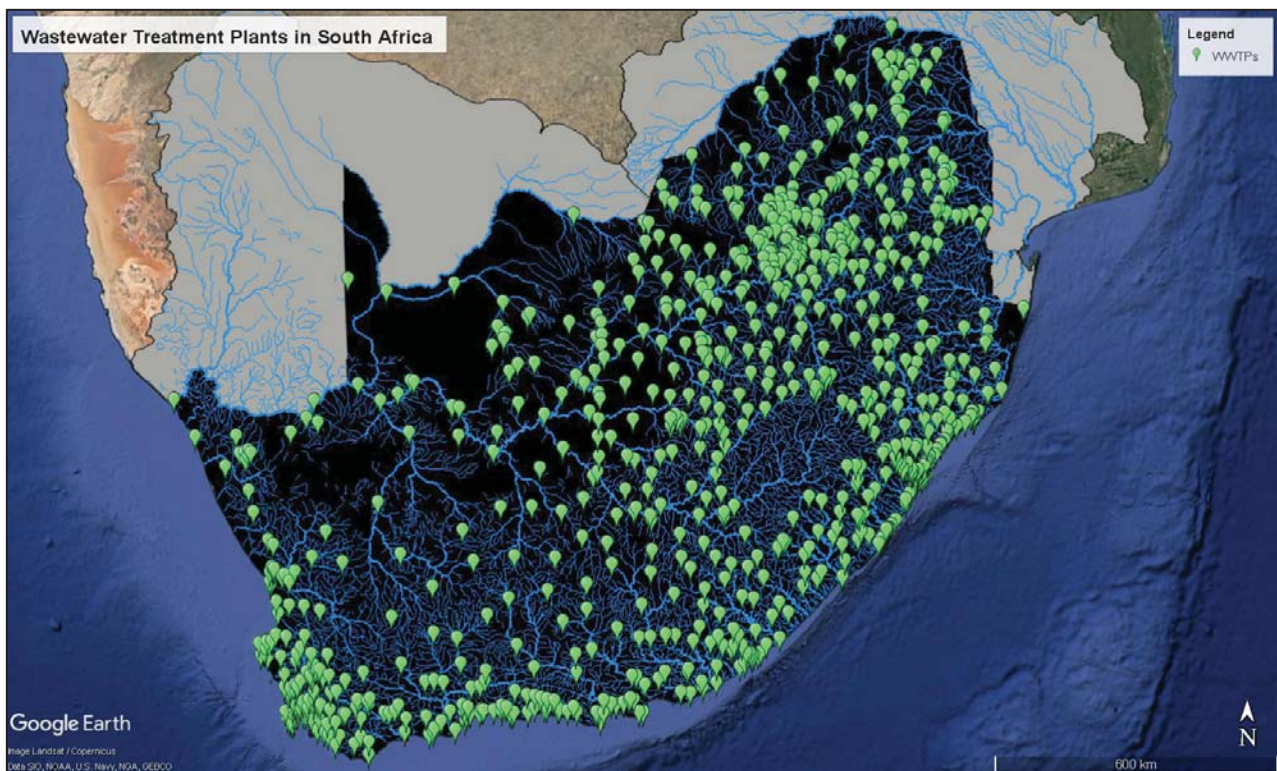 Wastewater Treatment Plants in South Africa
Legend
WWTPs
Google Earth
Image Landsat / Copernicus
Data SIO, NOAA, U.S. Navy, NGA, GEBCO
N
600 km